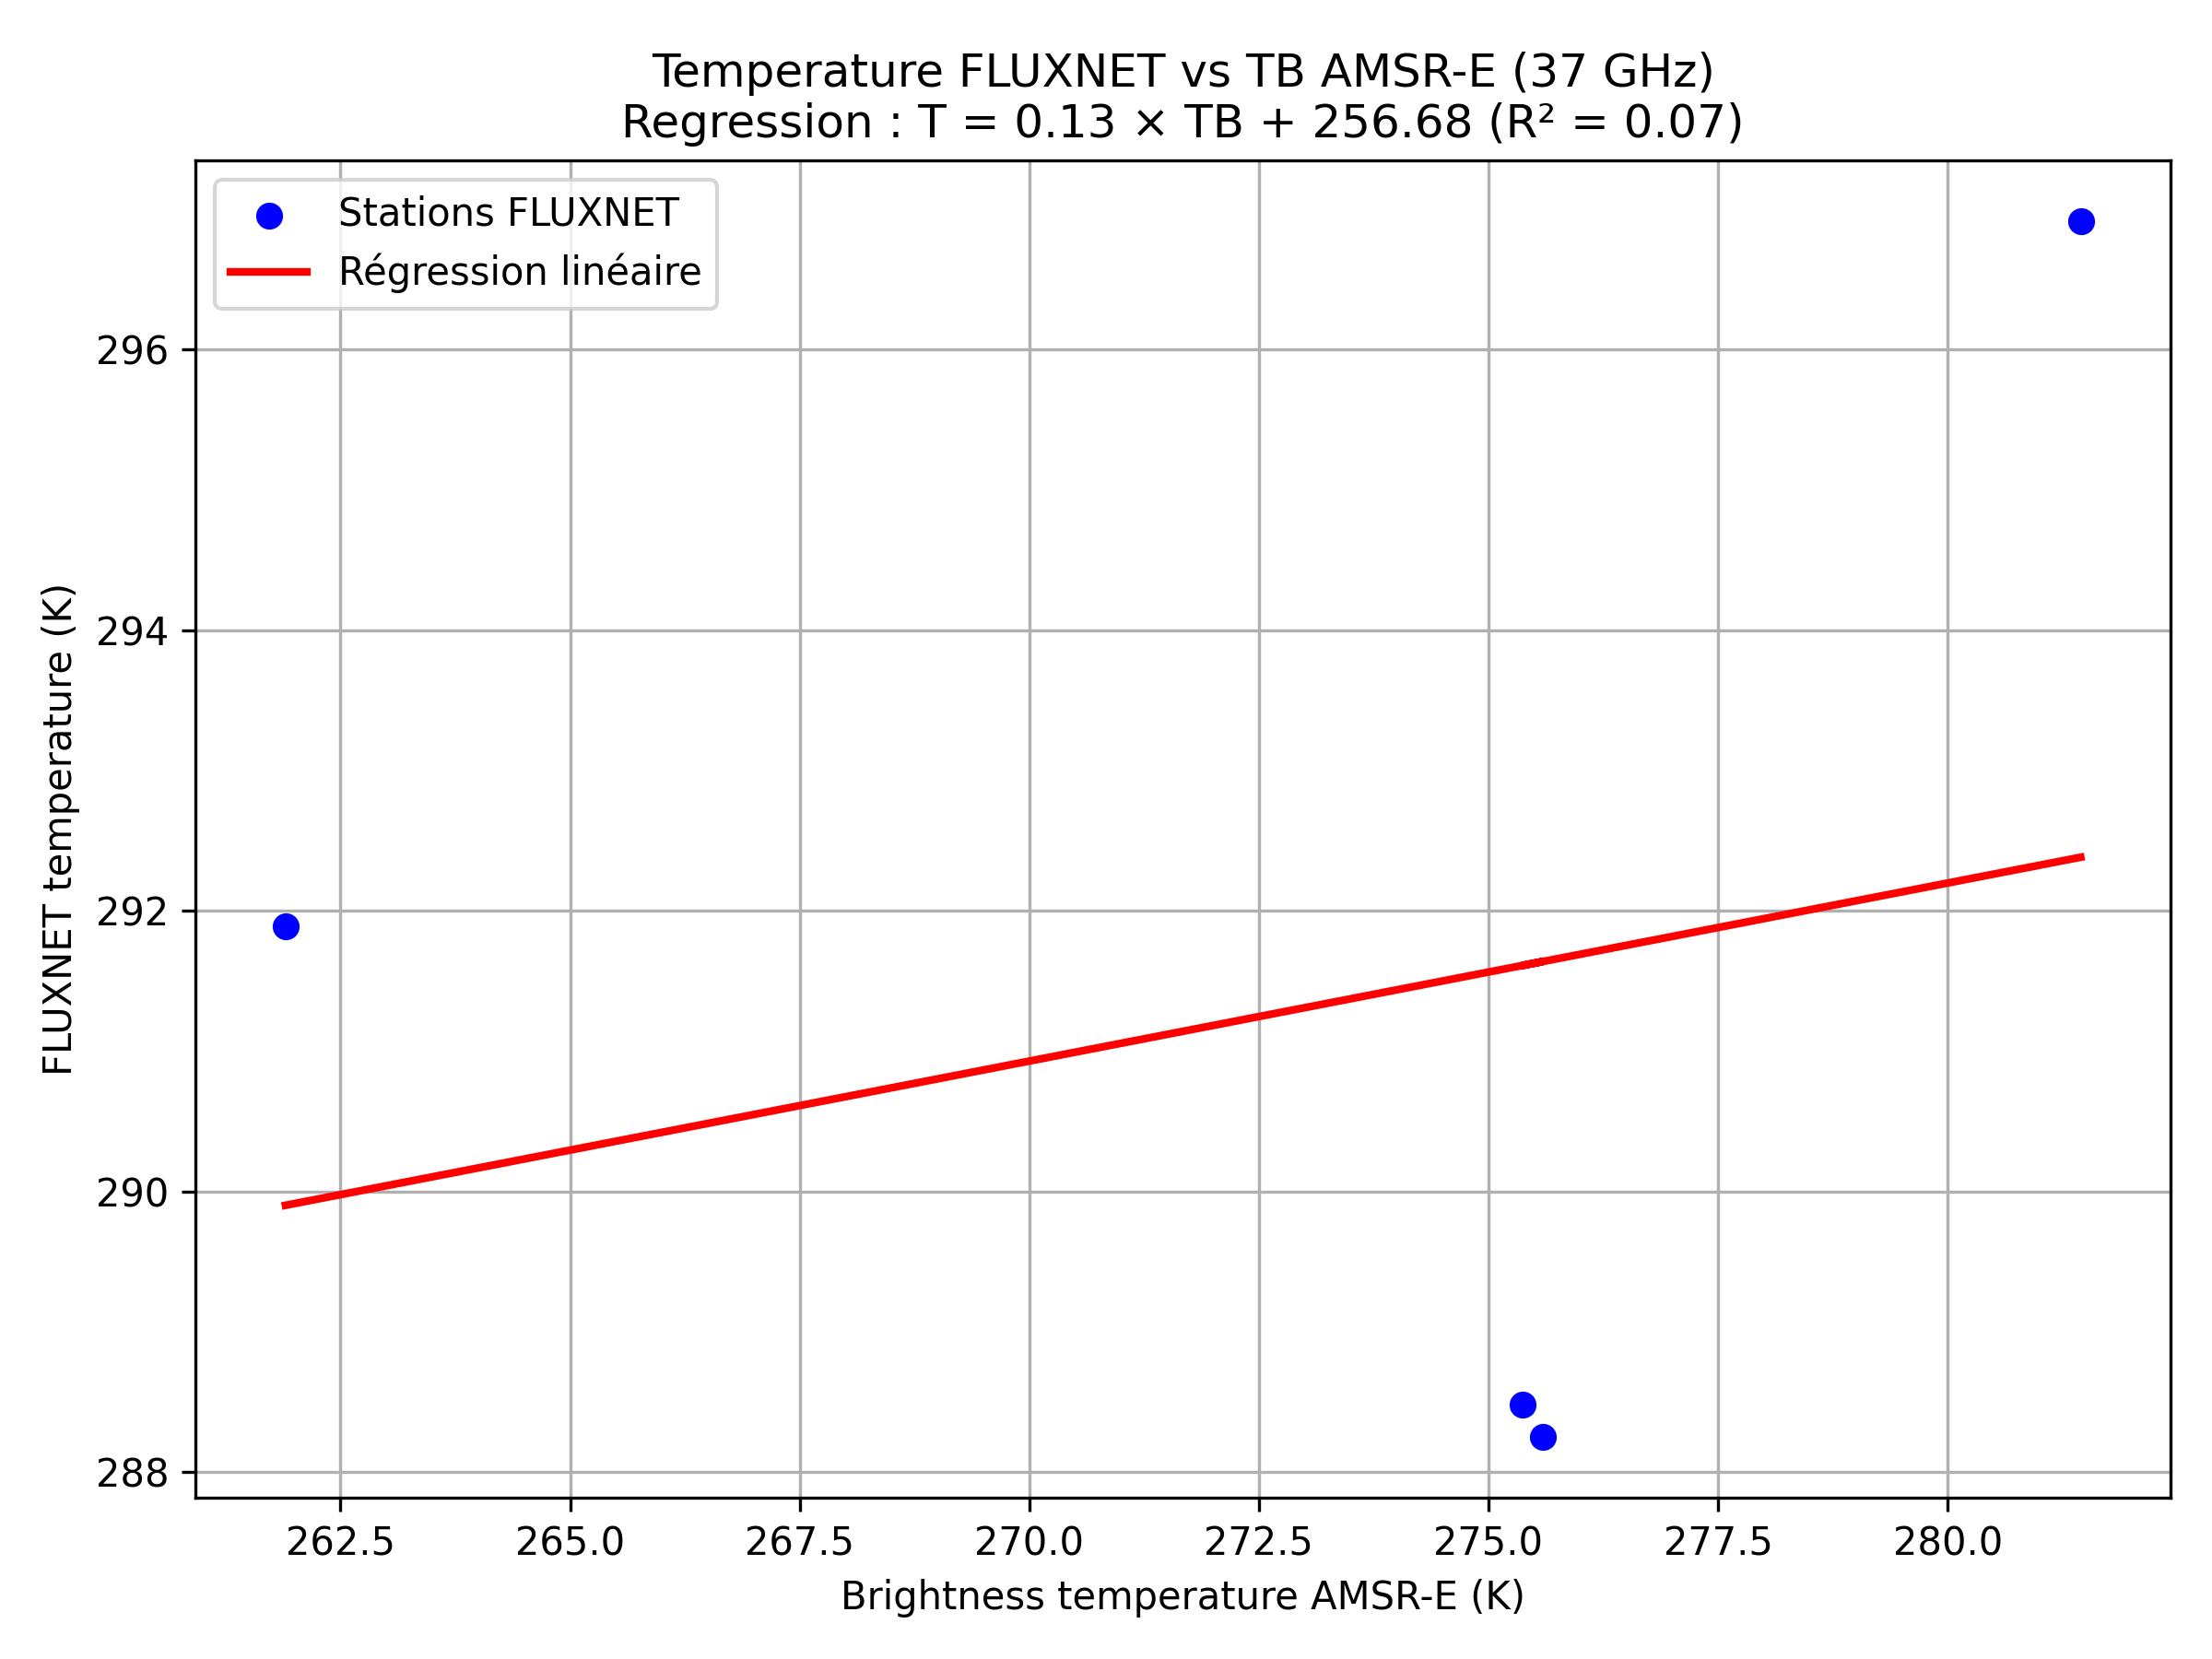 Temperature FLUXNET vs TB AMSR-E (37 GHz)
Regression : T = 0.13 × TB + 256.68 (R² = 0.07)
Stations FLUXNET
Régression linéaire
296
294
292
290
288
FLUXNET temperature (K)
262.5 265.0 267.5 270.0 272.5 275.0 277.5 280.0
Brightness temperature AMSR-E (K)